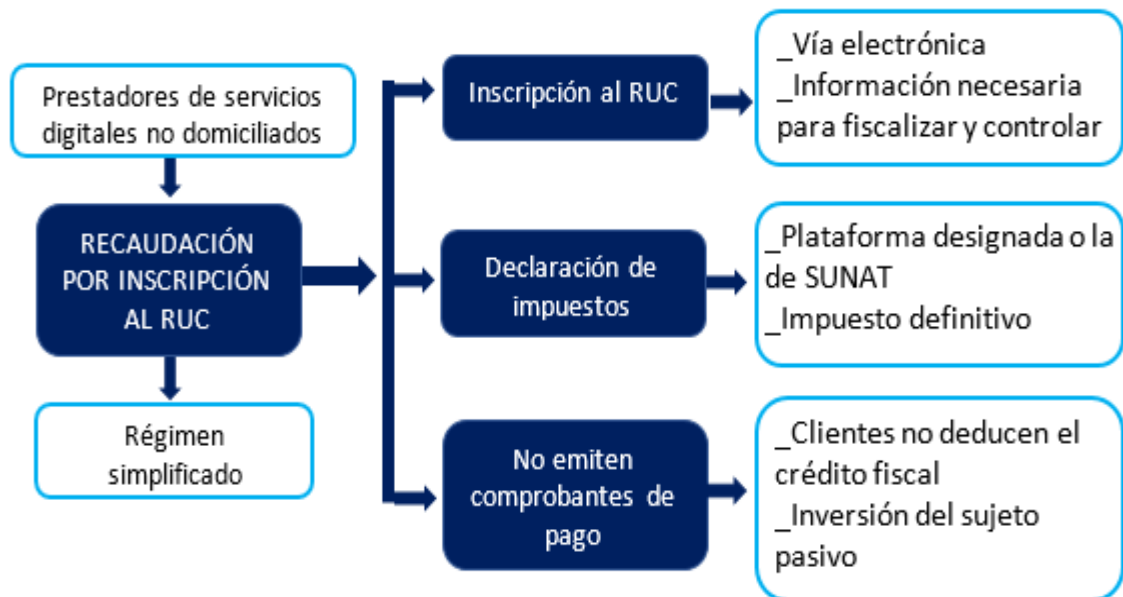 Prestadores de servicios
digitales no domiciliados
RECAUDACIÓN
POR INSCRIPCIÓN
AL RUC
Régimen
simplificado
Inscripción al RUC
_Vía electrónica
_Información necesaria
para fiscalizar y controlar
Declaración de
impuestos
_Plataforma designada o la
de SUNAT
_Impuesto definitivo
No emiten
comprobantes de
pago
_Clientes no deducen el
crédito fiscal
_Inversión del sujeto
pasivo